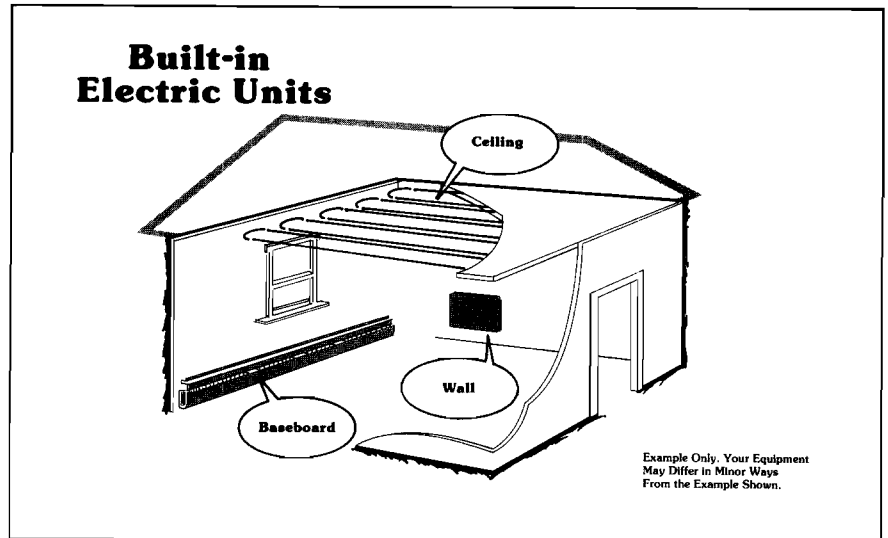 Built-in
Electric Units
Ceiling
Wall
Baseboard
Example Only. Your Equipment
May Differ in Minor Ways
From the Example Shown.